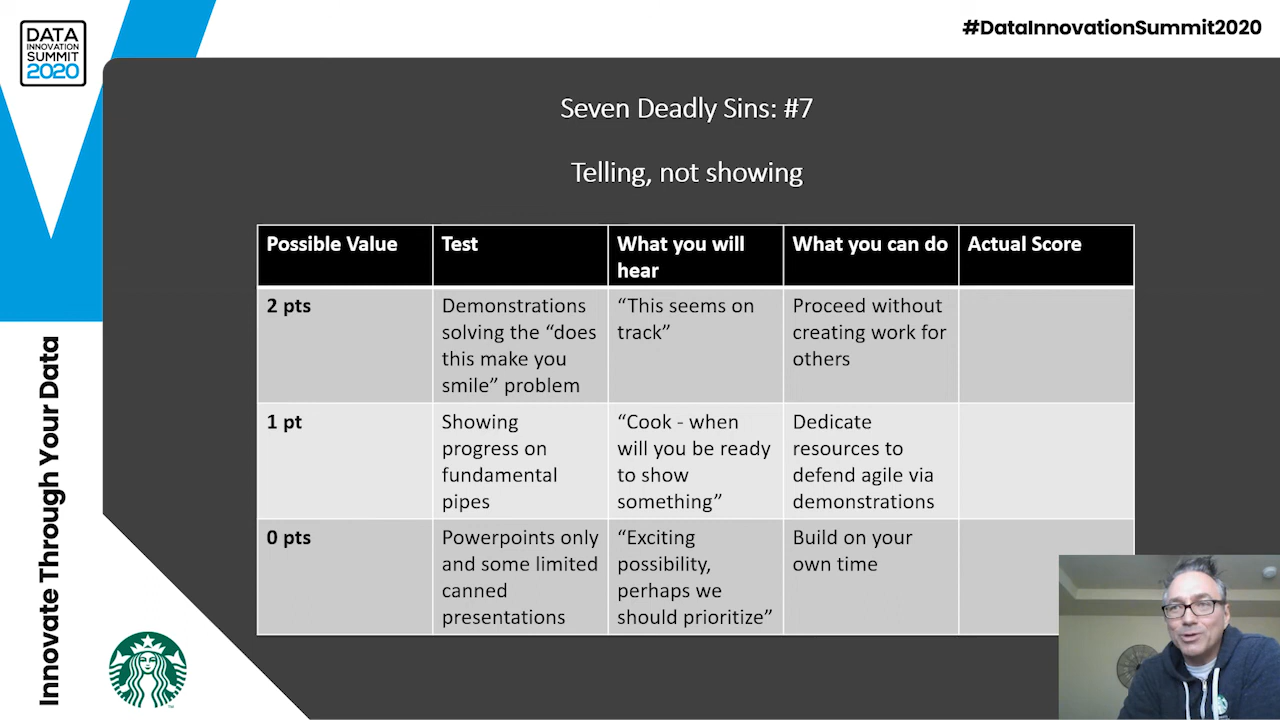 DATA
INNOVATION
SUMMIT
2020
#DataInnovationSummit2020
Innovate Through Your Data
Seven Deadly Sins: #7
Telling, not showing
Possible Value
Test
What you will
hear
What you can do
Actual Score
2 pts
Demonstrations
solving the “does
this make you
smile” problem
“This seems on
track”
Proceed without
creating work for
others
1 pt
Showing
progress on
fundamental
pipes
“Cook - when
will you be ready
to show
something”
Dedicate
resources to
defend agile via
demonstrations
0 pts
Powerpoints only
and some limited
canned
presentations
“Exciting
possibility,
perhaps we
should prioritize”
Build on your
own time